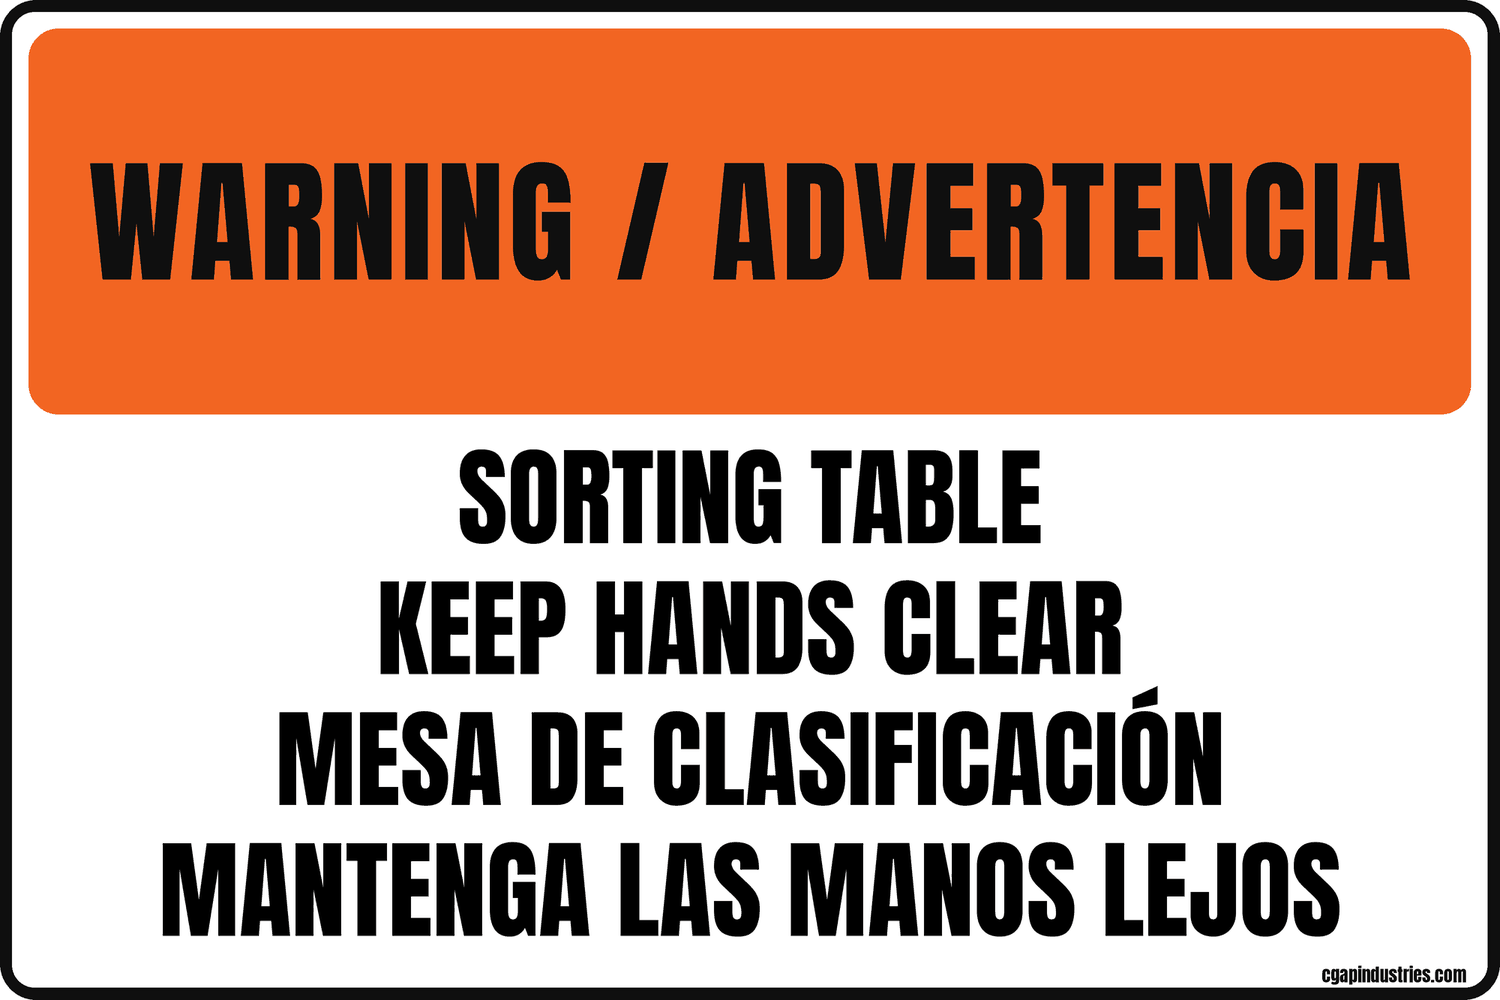 WARNING / ADVERTENCIA
SORTING TABLE
KEEP HANDS CLEAR
MESA DE CLASIFICACIÓN
MANTENGA LAS MANOS LEJOS
cgapindustries.com